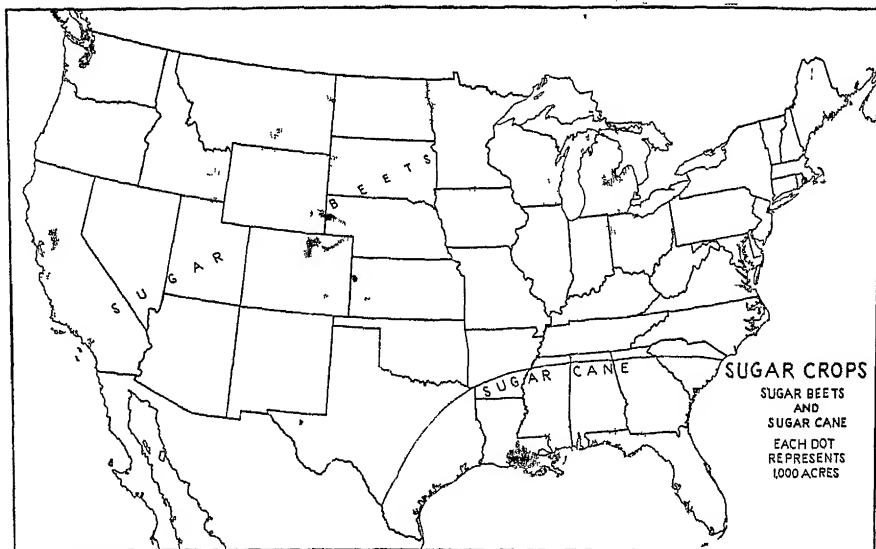 SUGAR BEETS
SUGAR CANE
SUGAR CROPS
SUGAR BEETS
AND
SUGAR CANE
EACH DOT
REPRESENTS
1,000 ACRES